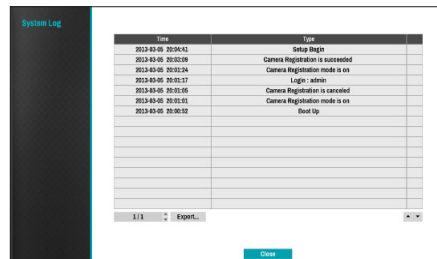 System Log
Time Type
2013-03-05 20:04:41 Setup Begin
2013-03-05 20:03:09 Camera Registration is succeeded
2013-03-05 20:01:24 Camera Registration mode is on
2013-03-05 20:01:17 Login : admin
2013-03-05 20:01:05 Camera Registration is canceled
2013-03-05 20:01:01 Camera Registration mode is on
2013-03-05 20:00:52 Boot Up
1 / 1 Export...
Close